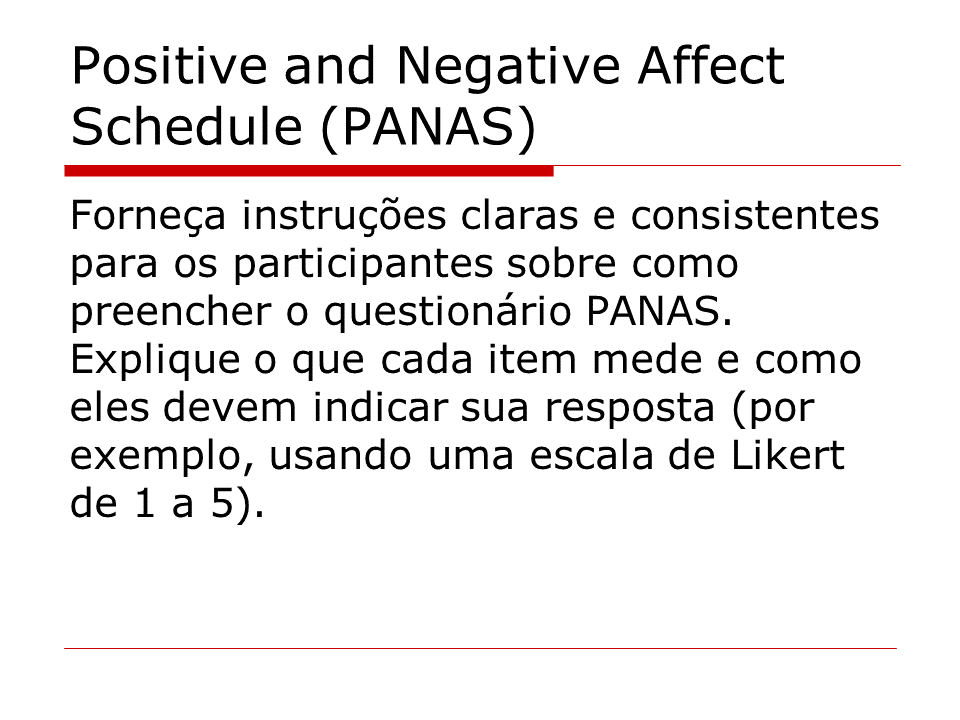 Positive and Negative Affect
Schedule (PANAS)
Forneça instruções claras e consistentes
para os participantes sobre como
preencher o questionário PANAS.
Explique o que cada item mede e como
eles devem indicar sua resposta (por
exemplo, usando uma escala de Likert
de 1 a 5).